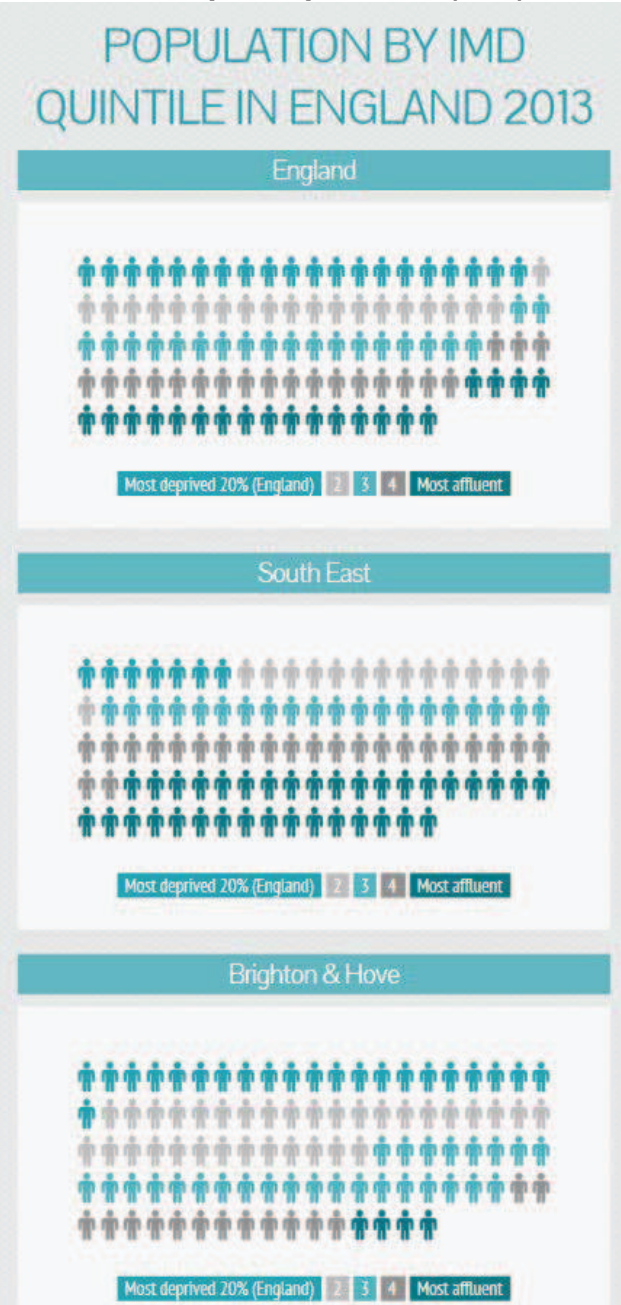 POPULATION BY IMD
QUINTILE IN ENGLAND 2013
England
Most deprived 20% (England) 2 3 4 Most affluent
South East
Most deprived 20% (England) 2 3 4 Most affluent
Brighton & Hove
Most deprived 20% (England) 2 3 4 Most affluent